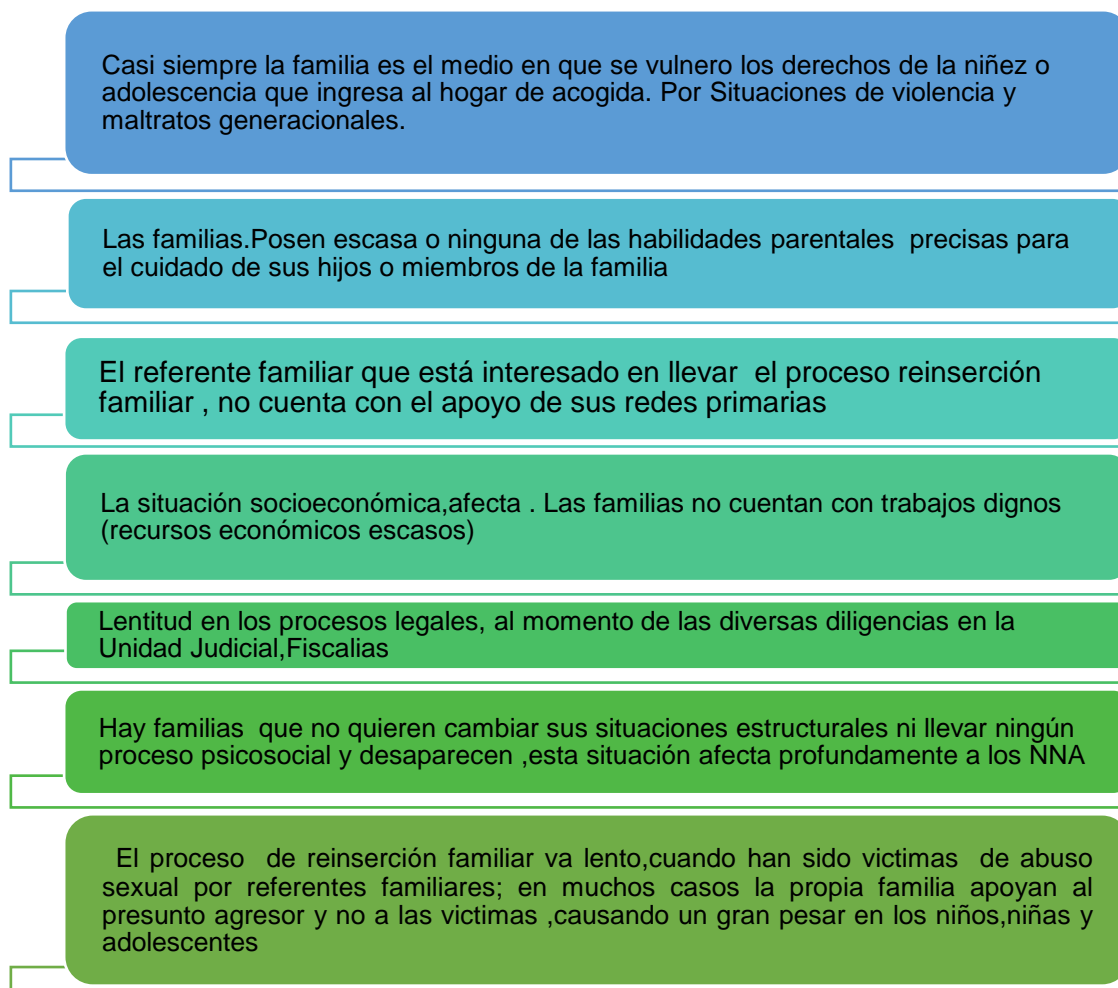 Casi siempre la familia es el medio en que se vulnero los derechos de la niñez o
adolescencia que ingresa al hogar de acogida. Por Situaciones de violencia y
maltratos generacionales.
Las familias.Posen escasa o ninguna de las habilidades parentales precisas para
el cuidado de sus hijos o miembros de la familia
El referente familiar que está interesado en llevar el proceso reinserción
familiar , no cuenta con el apoyo de sus redes primarias
La situación socioeconómica,afecta . Las familias no cuentan con trabajos dignos
(recursos económicos escasos)
Lentitud en los procesos legales, al momento de las diversas diligencias en la
Unidad Judicial,Fiscalias
Hay familias que no quieren cambiar sus situaciones estructurales ni llevar ningún
proceso psicosocial y desaparecen ,esta situación afecta profundamente a los NNA
El proceso de reinserción familiar va lento,cuando han sido victimas de abuso
sexual por referentes familiares; en muchos casos la propia familia apoyan al
presunto agresor y no a las victimas ,causando un gran pesar en los niños,niñas y
adolescentes